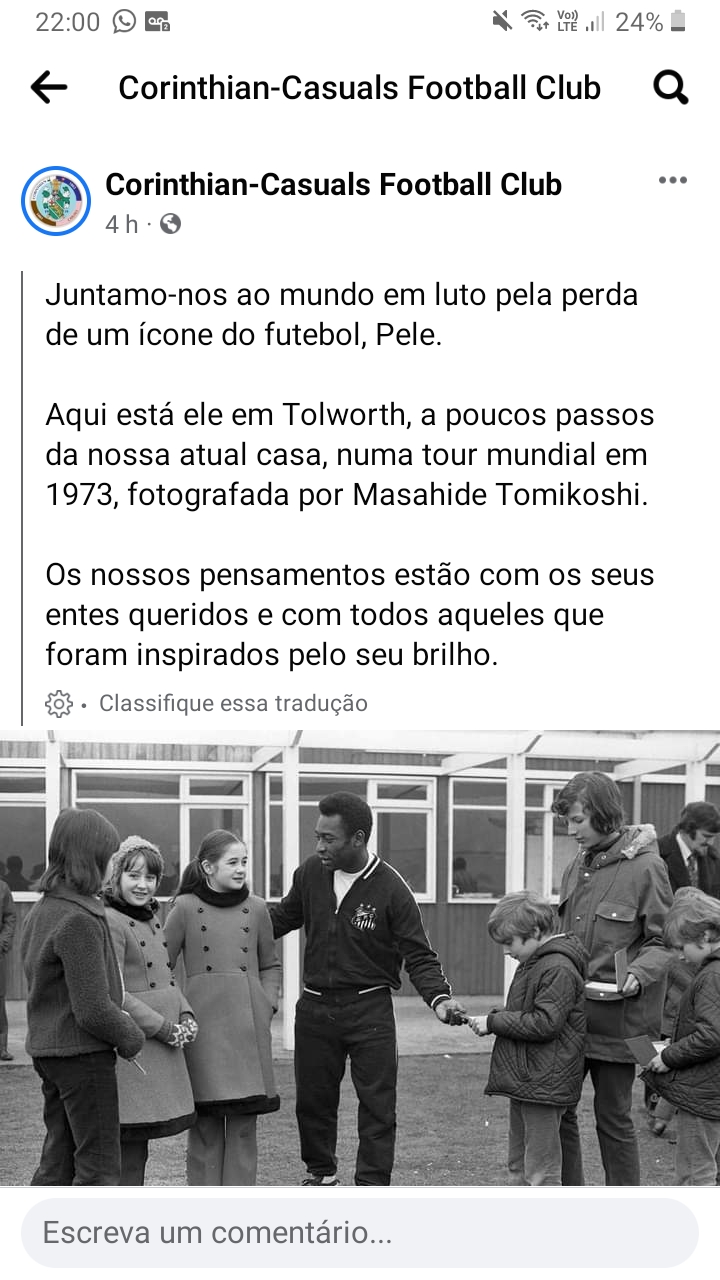 22:00
Vo))
LTE
24%
Corinthian-Casuals Football Club
Corinthian-Casuals Football Club
4 h ·
Juntamo-nos ao mundo em luto pela perda
de um ícone do futebol, Pele.
Aqui está ele em Tolworth, a poucos passos
da nossa atual casa, numa tour mundial em
1973, fotografada por Masahide Tomikoshi.
Os nossos pensamentos estão com os seus
entes queridos e com todos aqueles que
foram inspirados pelo seu brilho.
· Classifique essa tradução
Escreva um comentário...